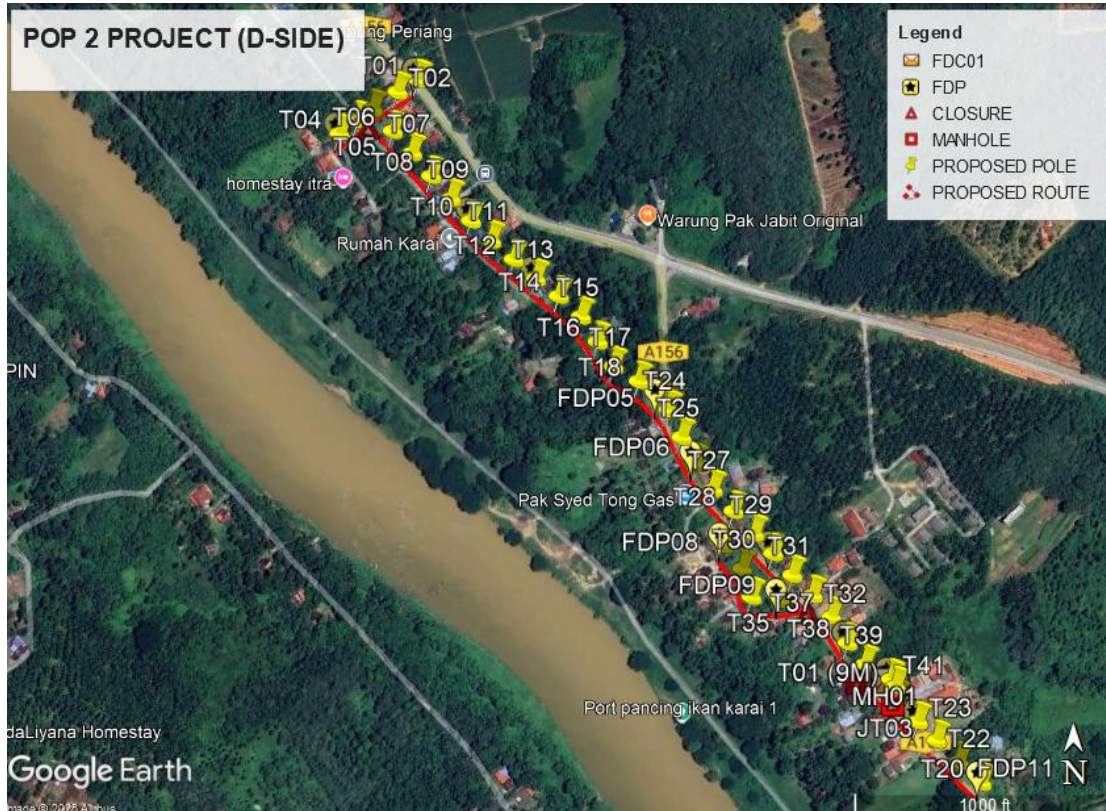 POP 2 PROJECT (D-SIDE)
Periang
Legend
FDC01
FDP
CLOSURE
MANHOLE
PROPOSED POLE
PROPOSED ROUTE
T01
T02
T04
T06
T07
T05
T08
T09
homestay itra
T10
T11
Warung Pak Jabit Original
Rumah Karai
T12
T13
T14
T15
T16
T17
A156
T18
T24
FDP05
T25
PIN
FDP06
T27
Pak Syed Tong Gas
T28
T29
FDP08
T30
T31
FDP09
T37
T32
T35
T38
T39
T01 (9M)
T41
MH01
Port pancing ikan karai 1
JT03
T23
daLiyana Homestay
T22
T20
FDP11
Google Earth
N
1000 ft